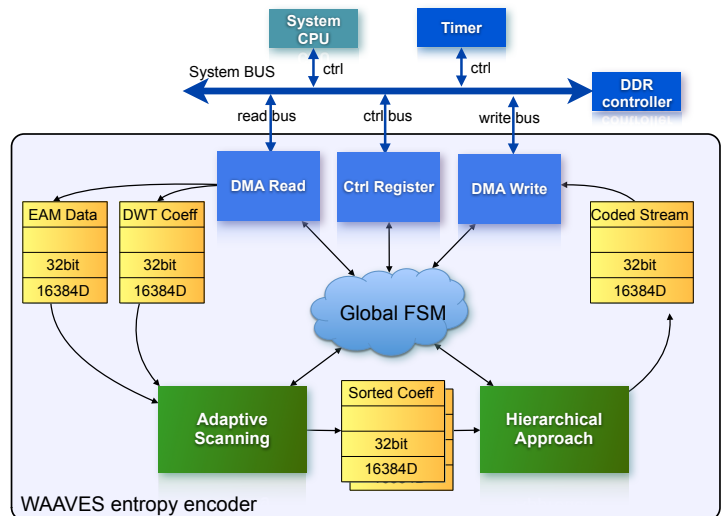 System
CPU
Timer
System BUS
ctrl
ctrl
DDR
controller
read bus
ctrl bus
write bus
DMA Read
Ctrl Register
DMA Write
EAM Data
32bit
16384D
DWT Coeff
32bit
16384D
Coded Stream
32bit
16384D
Global FSM
Adaptive
Scanning
Sorted Coeff
32bit
16384D
Hierarchical
Approach
WAAVES entropy encoder